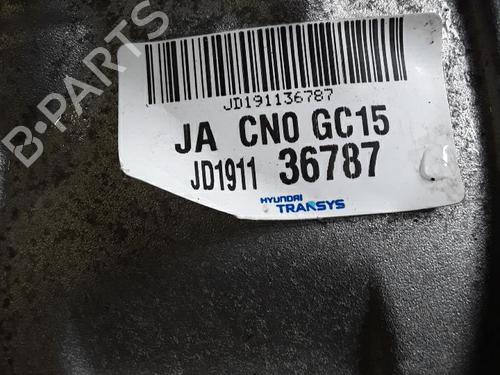 JD191136787
JA CN0 GC15
JD1911 36787
HYUNDAI
TRANSYS
B-PARTS